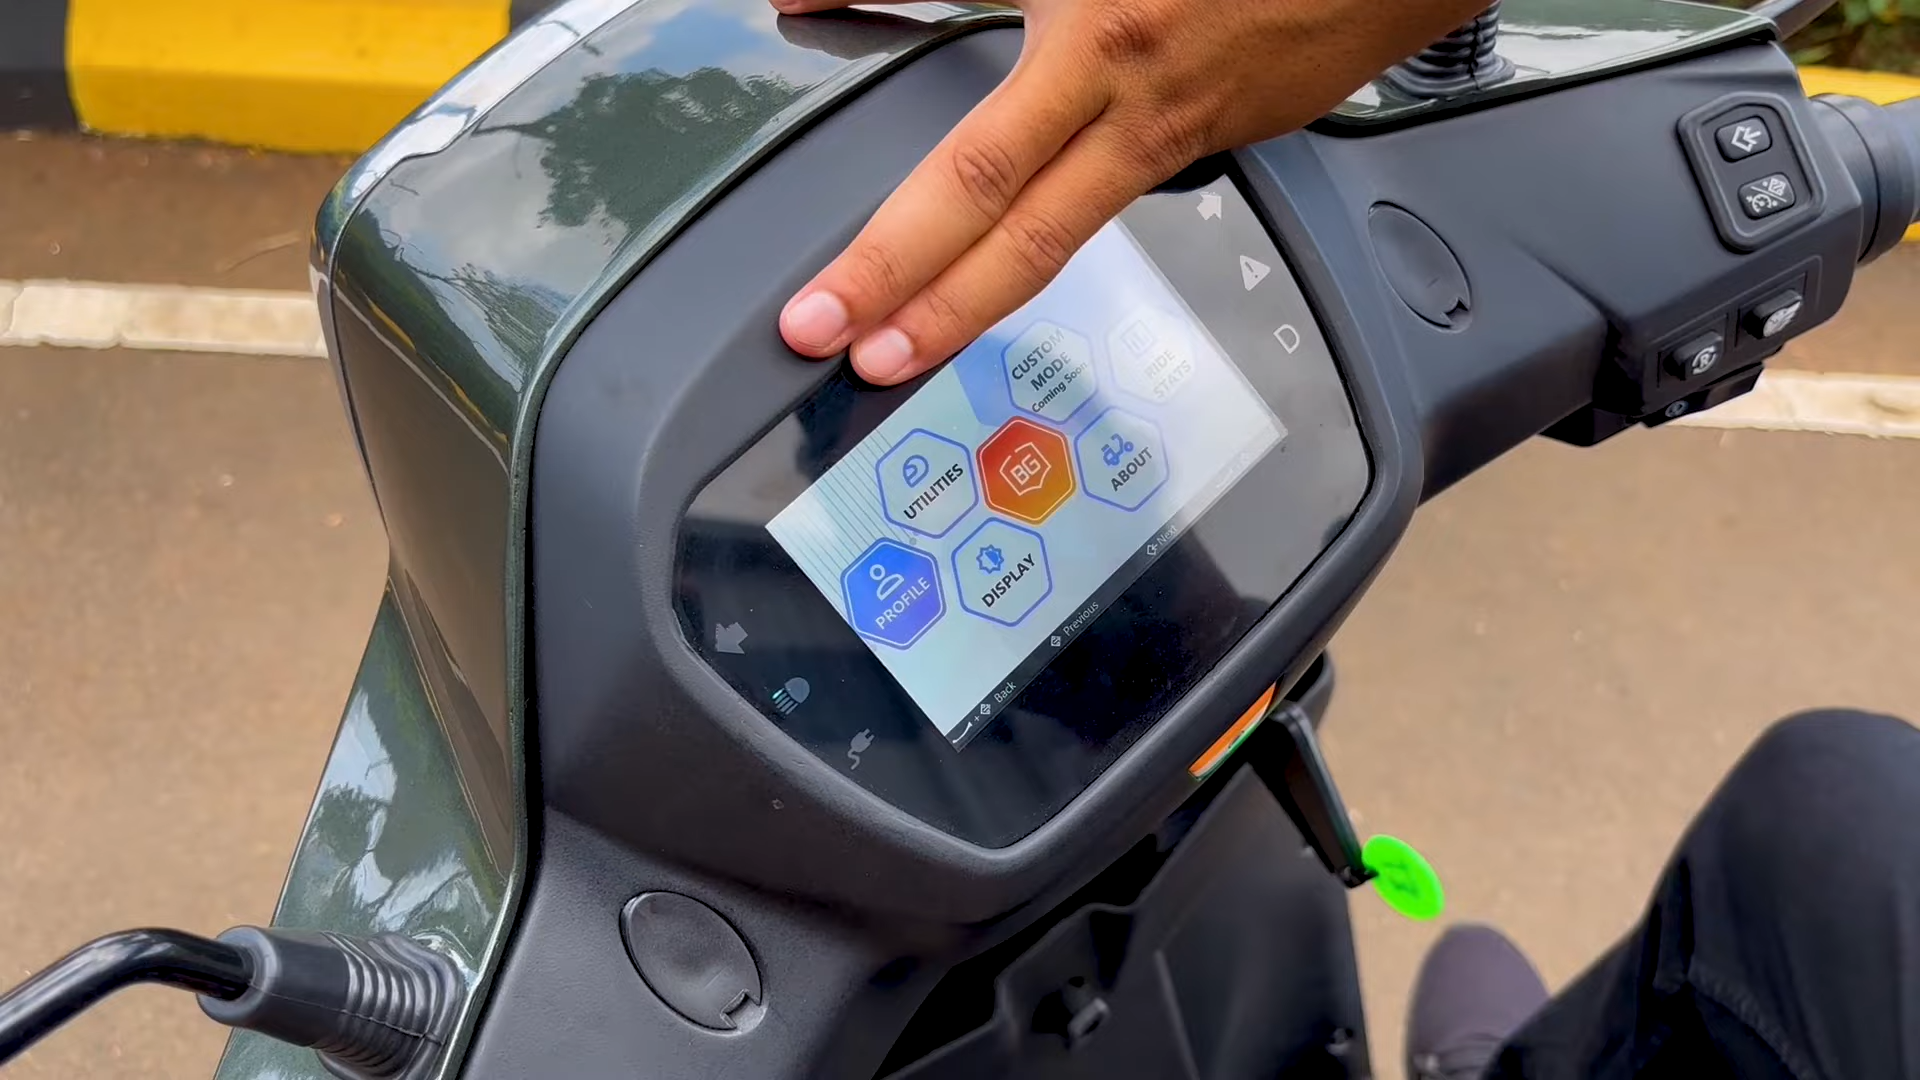 CUSTOM
MODE
Coming Soon
RIDE
STATS
UTILITIES
BG
ABOUT
PROFILE
DISPLAY
+ Back
Previous
Next
D
R